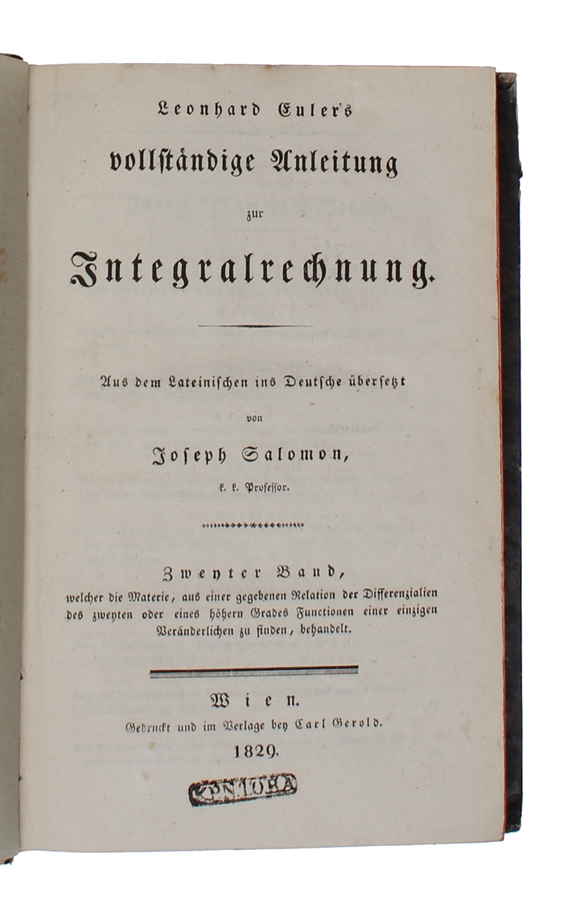 Leonhard Euler's
vollständige Anleitung
zur
Integralrechnung.
Aus dem Lateinischen ins Deutsche übersetzt
von
Joseph Salomon,
k. k. Professor.
Zweyter Band,
welcher die Materie, aus einer gegebenen Relation der Differenzialien
des zweyten oder eines höhern Grades Functionen einer einzigen
Veränderlichen zu finden, behandelt.
Wien.
Gedruckt und im Verlage bey Carl Gerold.
1829.